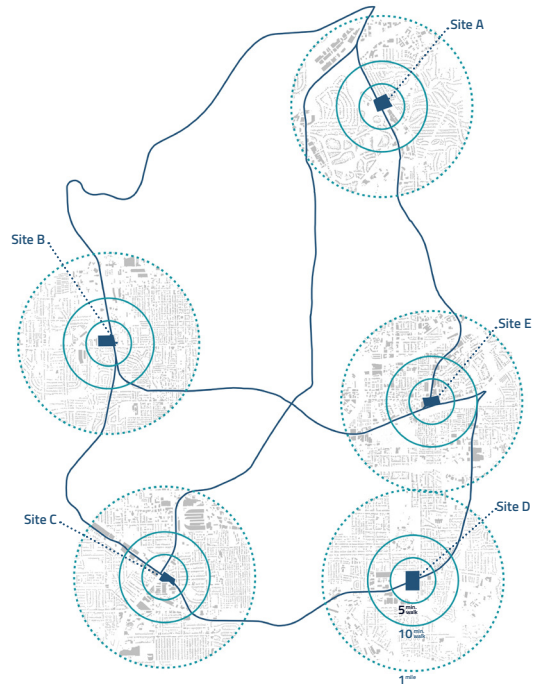 Site A
Site B
Site E
Site D
Site C
5 min. walk
10 min. walk
1 mile